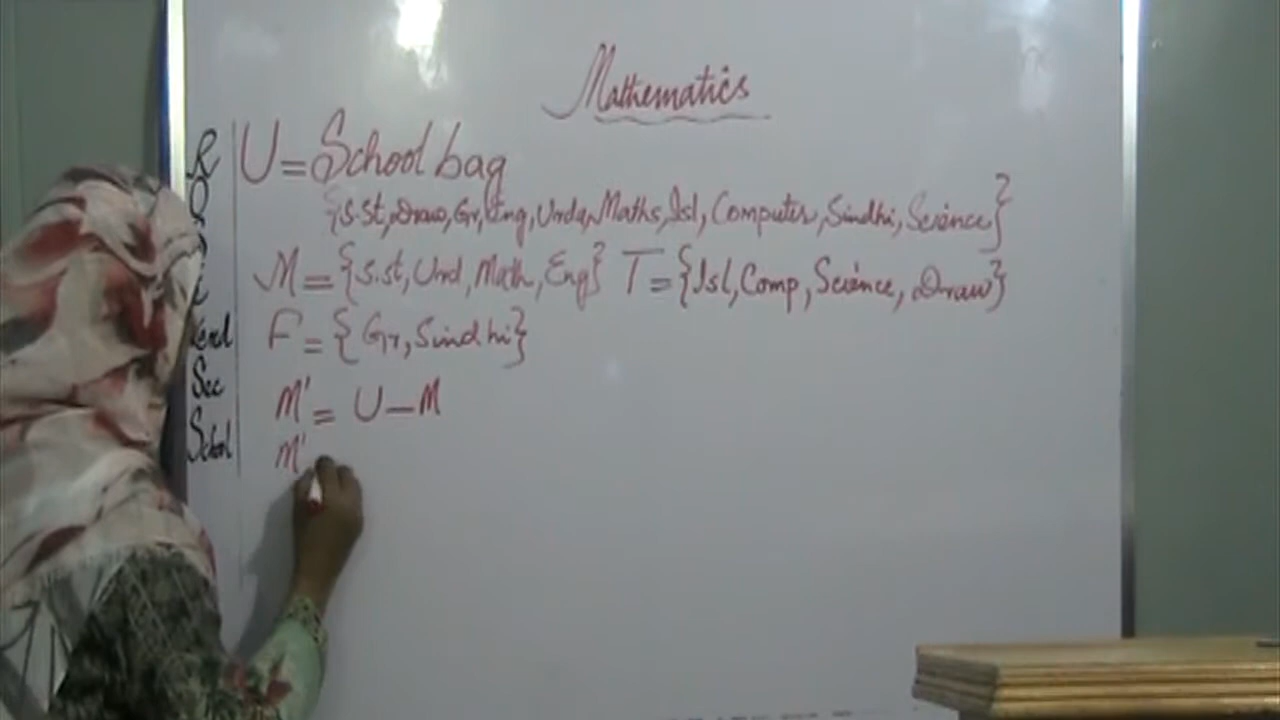 Mathematics
U = School bag
{S.st, Draw, Gr, Eng, Urdu, Maths, Isl, Computer, Sindhi, Science}
M = {S.st, Urd, Math, Eng} T = {Isl, Comp, Science, Draw}
F = {Gr, Sindhi}
M' = U – M
M'
R
Sec
School